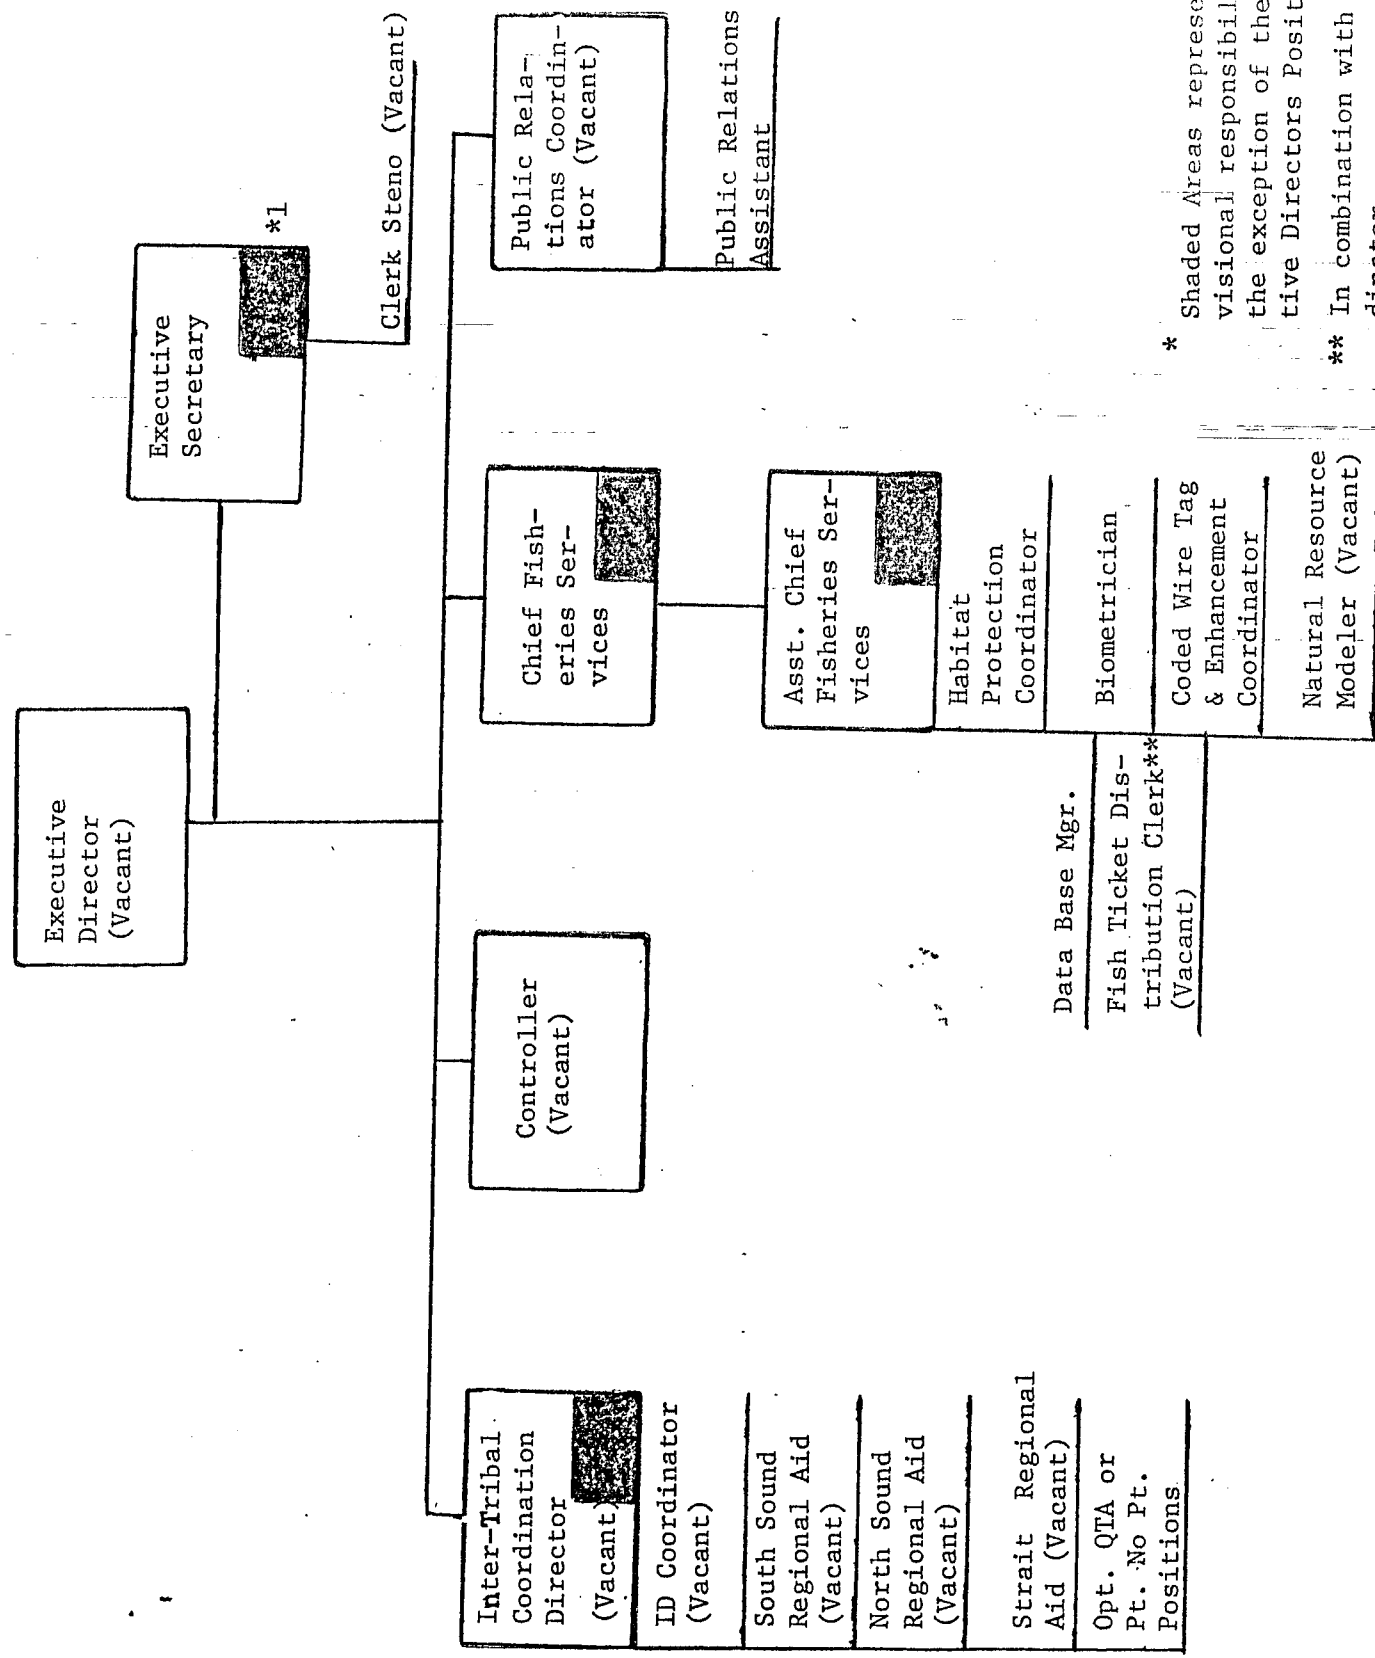 Executive
Director
(Vacant)
Executive
Secretary
*1
Clerk Steno (Vacant)
Inter-Tribal
Coordination
Director
(Vacant)
ID Coordinator
(Vacant)
South Sound
Regional Aid
(Vacant)
North Sound
Regional Aid
(Vacant)
Strait Regional
Aid (Vacant)
Opt. QTA or
Pt. No Pt.
Positions
Controller
(Vacant)
Chief Fish-
eries Ser-
vices
Asst. Chief
Fisheries Ser-
vices
Habitat
Protection
Coordinator
Biometrician
Coded Wire Tag
& Enhancement
Coordinator
Natural Resource
Modeler (Vacant)
Data Base Mgr.
Fish Ticket Dis-
tribution Clerk**
(Vacant)
Public Rela-
tions Coordin-
ator (Vacant)
Public Relations
Assistant
* Shaded Areas
visional
the exception of the
tive Directors
** In combination with